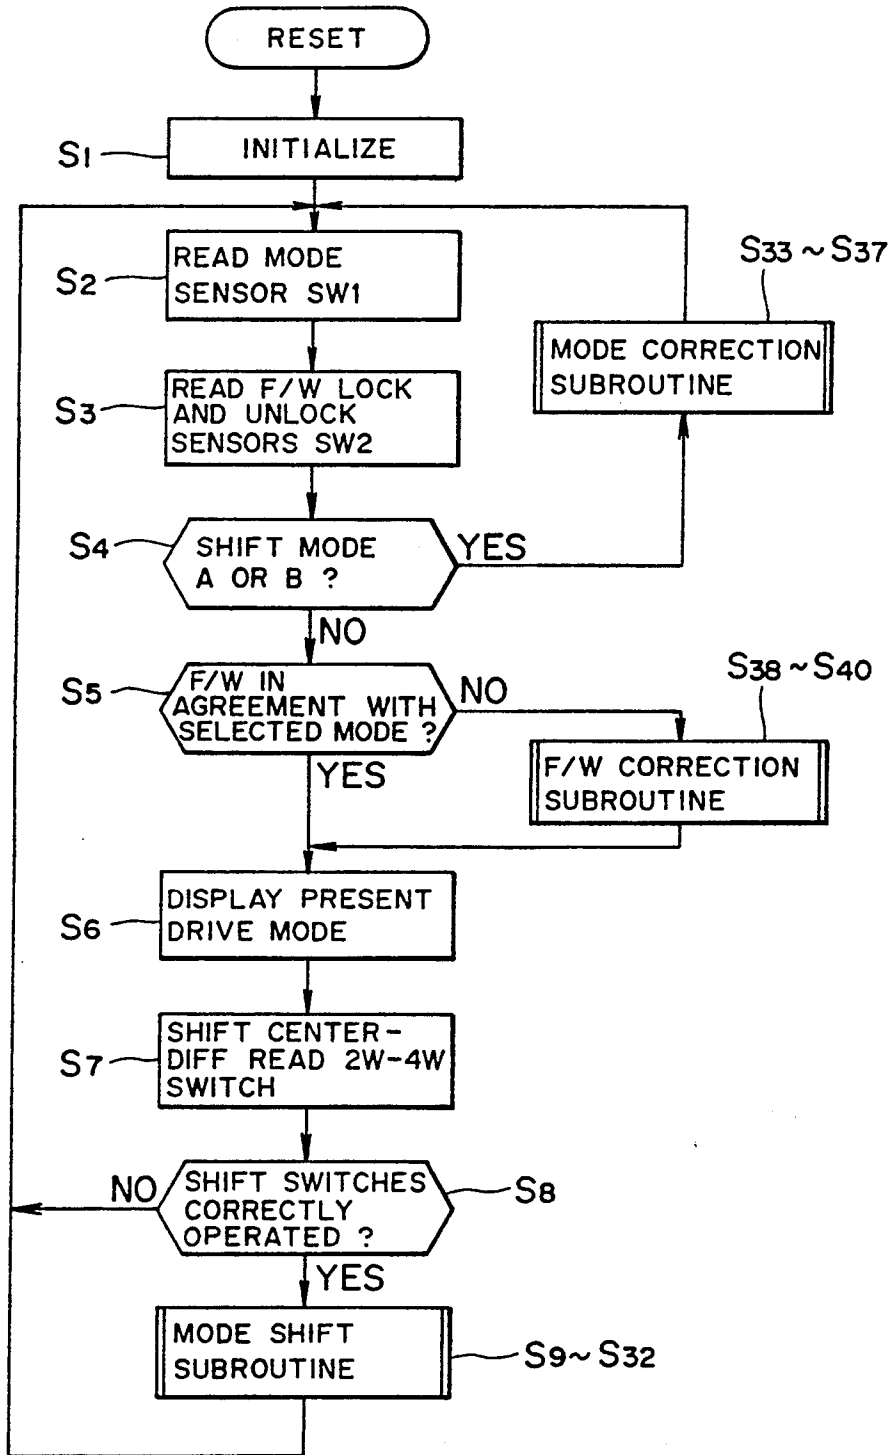 RESET
S1
INITIALIZE
S2
READ MODE
SENSOR SW1
S33~S37
MODE CORRECTION
SUBROUTINE
S3
READ F/W LOCK
AND UNLOCK
SENSORS SW2
S4
SHIFT MODE
A OR B ?
YES
NO
S5
F/W IN
AGREEMENT WITH
SELECTED MODE ?
NO
YES
S38~S40
F/W CORRECTION
SUBROUTINE
S6
DISPLAY PRESENT
DRIVE MODE
S7
SHIFT CENTER-
DIFF READ 2W-4W
SWITCH
NO
SHIFT SWITCHES
CORRECTLY
OPERATED ?
S8
YES
MODE SHIFT
SUBROUTINE
S9~S32